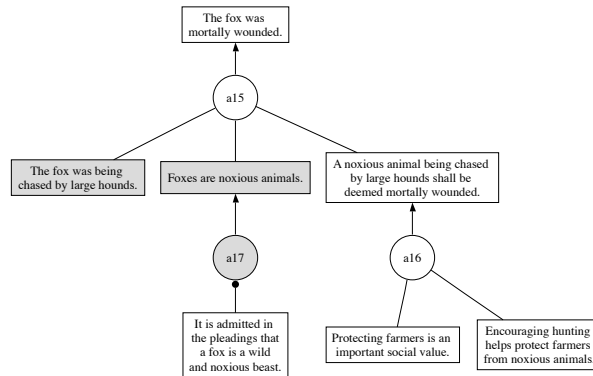 The fox was
mortally wounded.
a15
The fox was being
chased by large hounds.
Foxes are noxious animals.
A noxious animal being chased
by large hounds shall be
deemed mortally wounded.
a17
a16
It is admitted in
the pleadings that
a fox is a wild
and noxious beast.
Protecting farmers is an
important social value.
Encouraging hunting
helps protect farmers
from noxious animals.